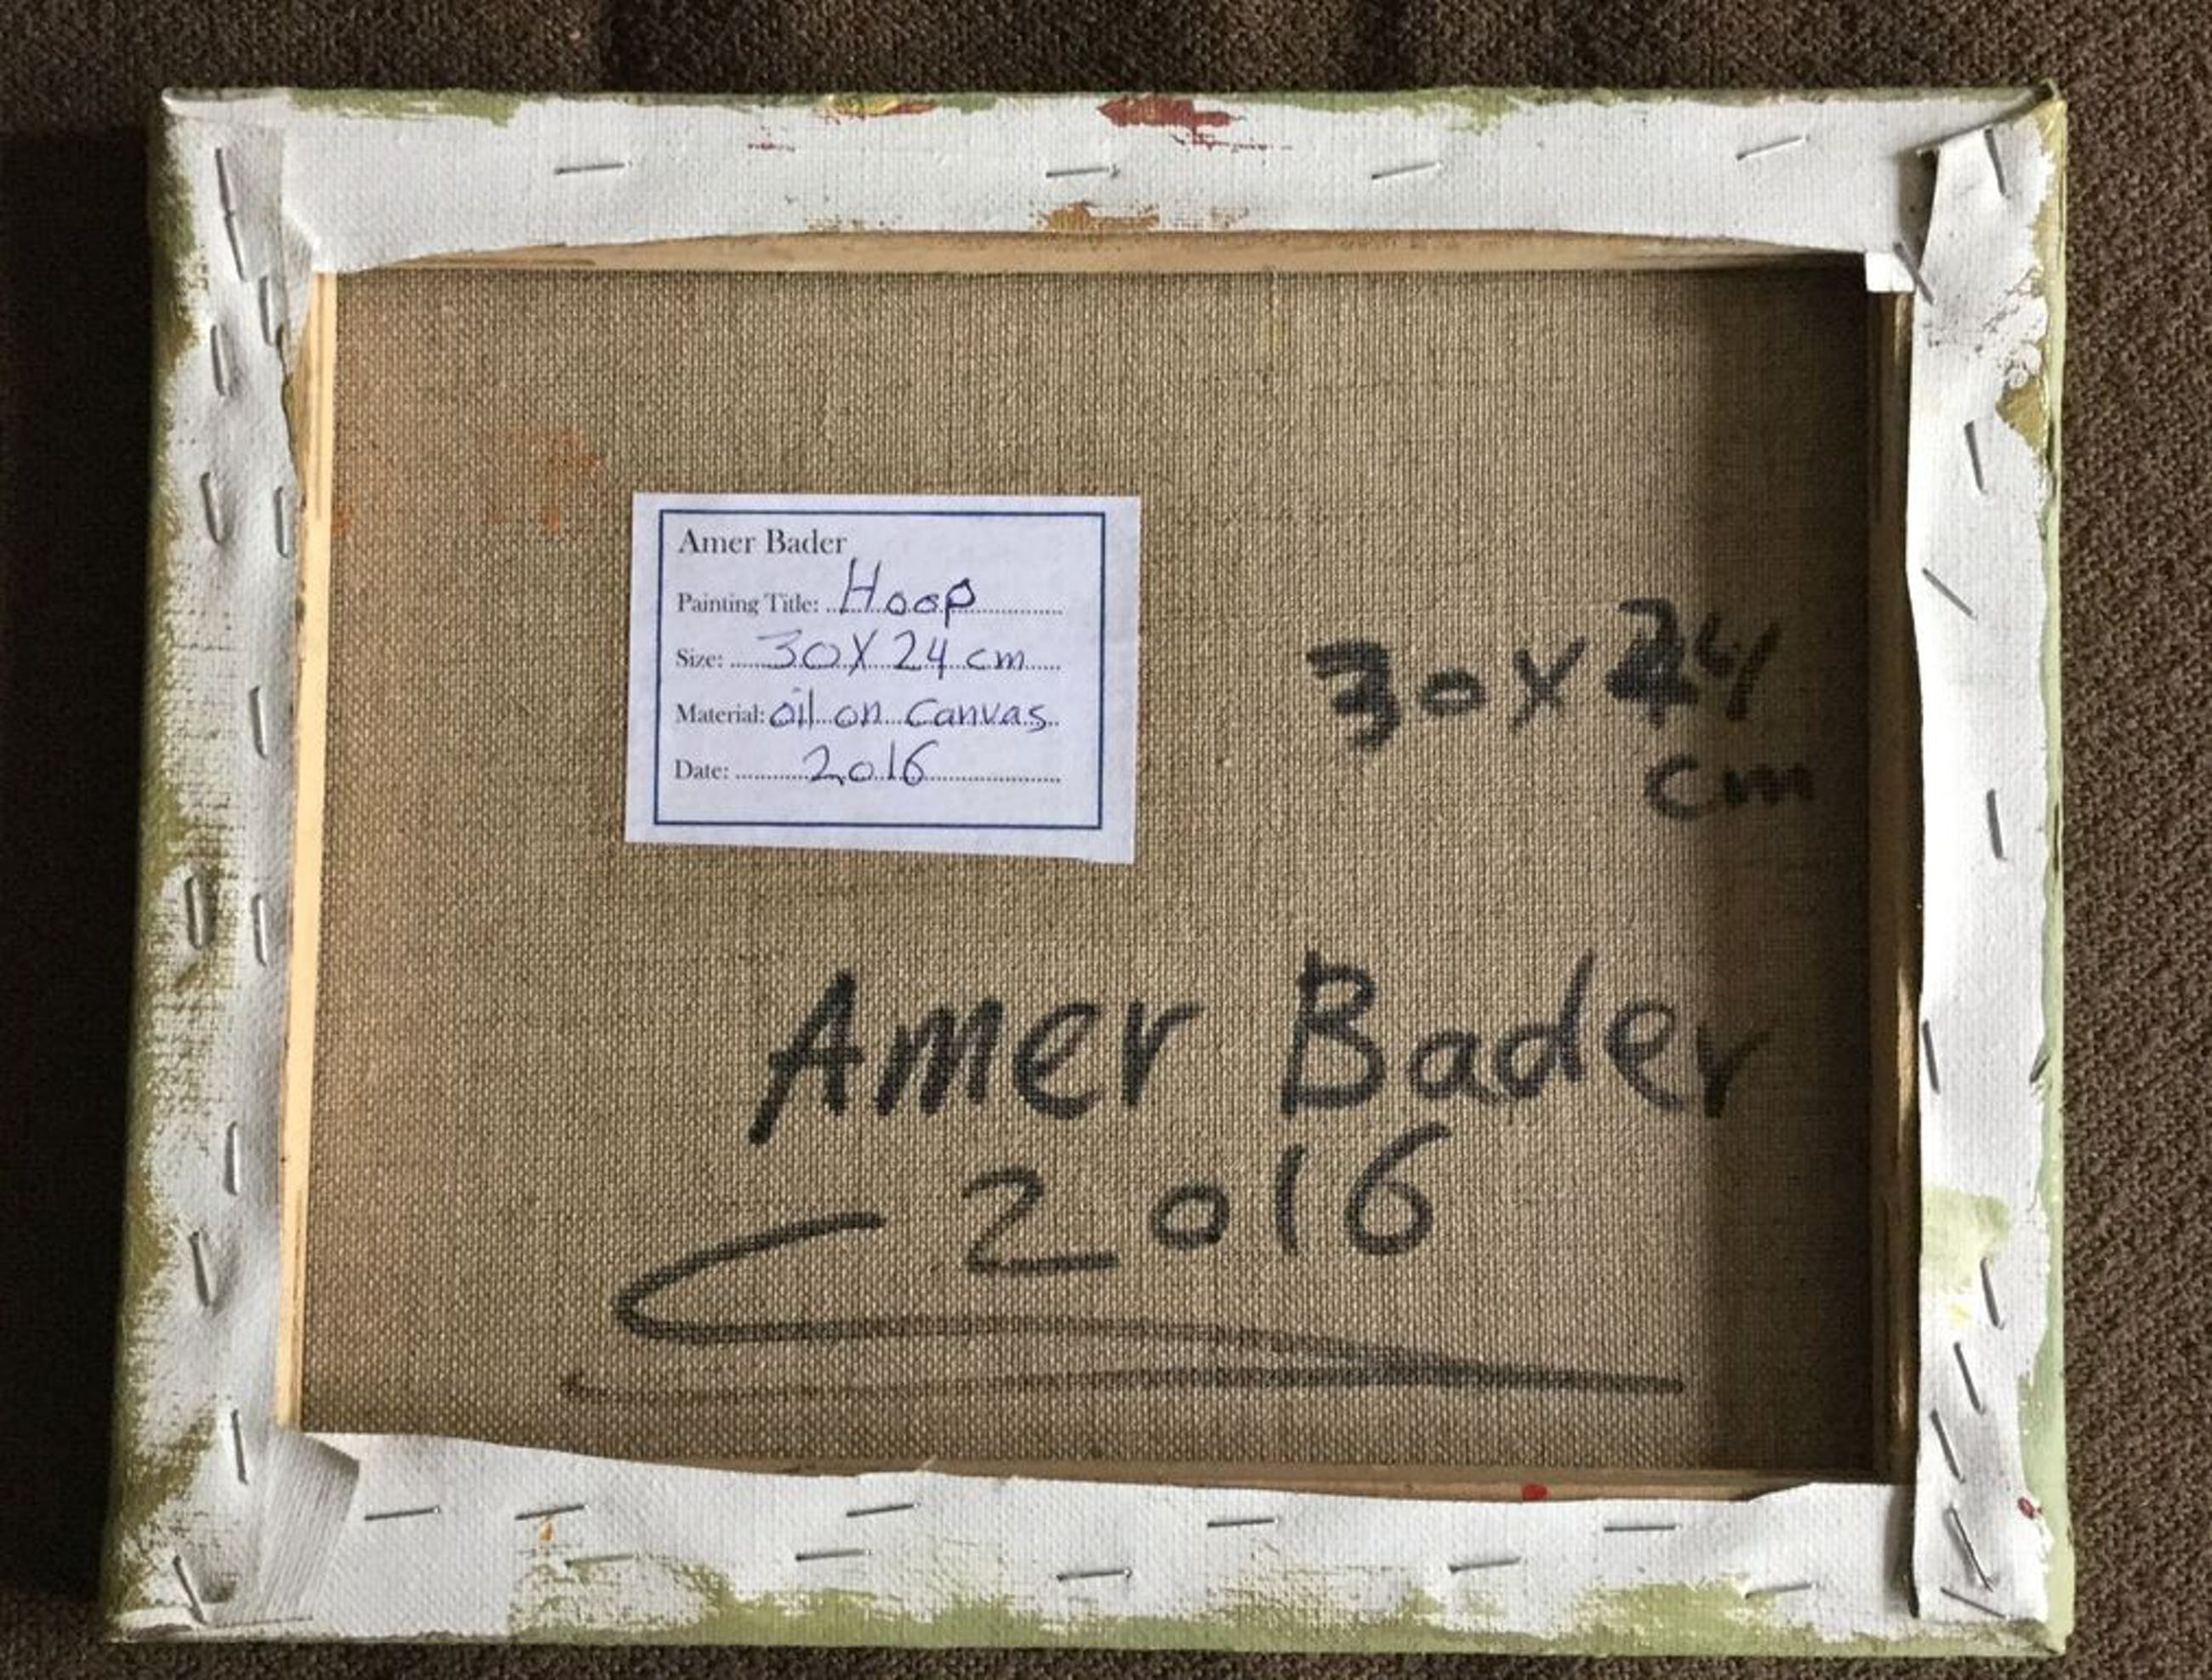 Amer Bader
Painting Title: Hoop
Size: 30X24 cm
Material: oil on canvas
Date: 2016
30X24
cm
Amer Bader
2016